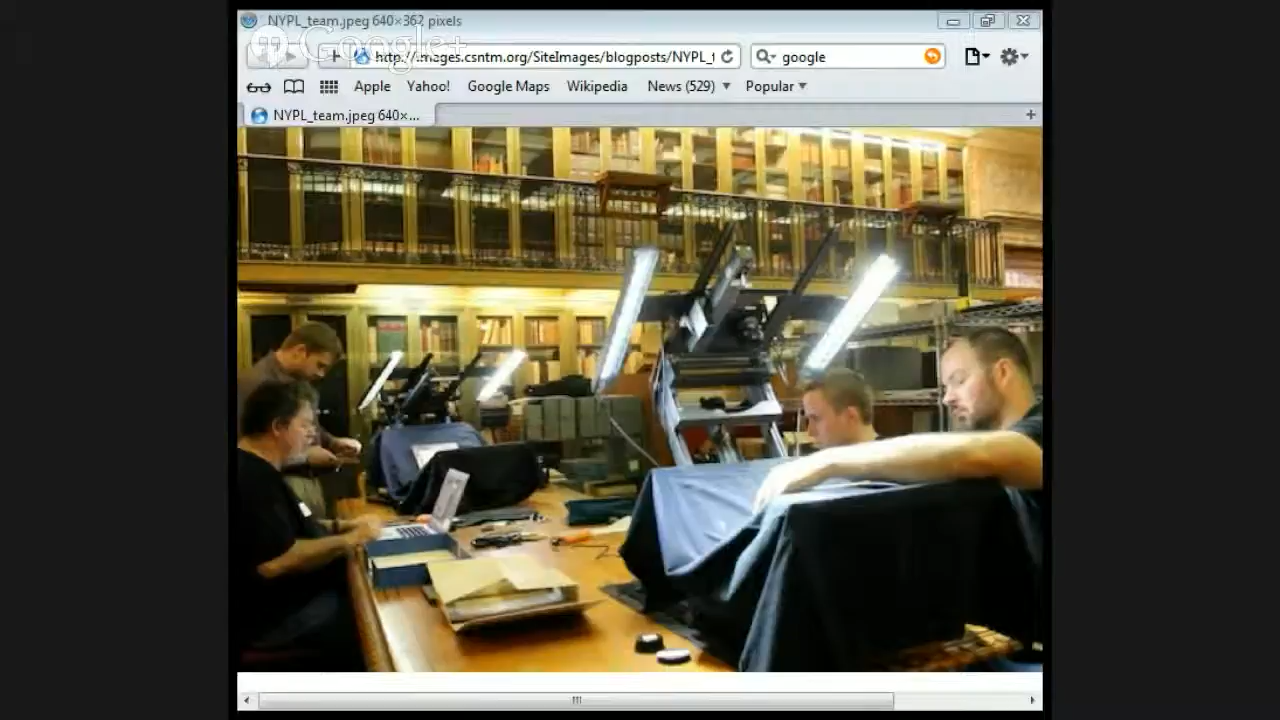 NYPL_team.jpeg 640×362 pixels
Google+
http://images.csntm.org/SiteImages/blogposts/NYPL_t
google
Apple Yahoo! Google Maps Wikipedia News (529) Popular
NYPL_team.jpeg 640×...